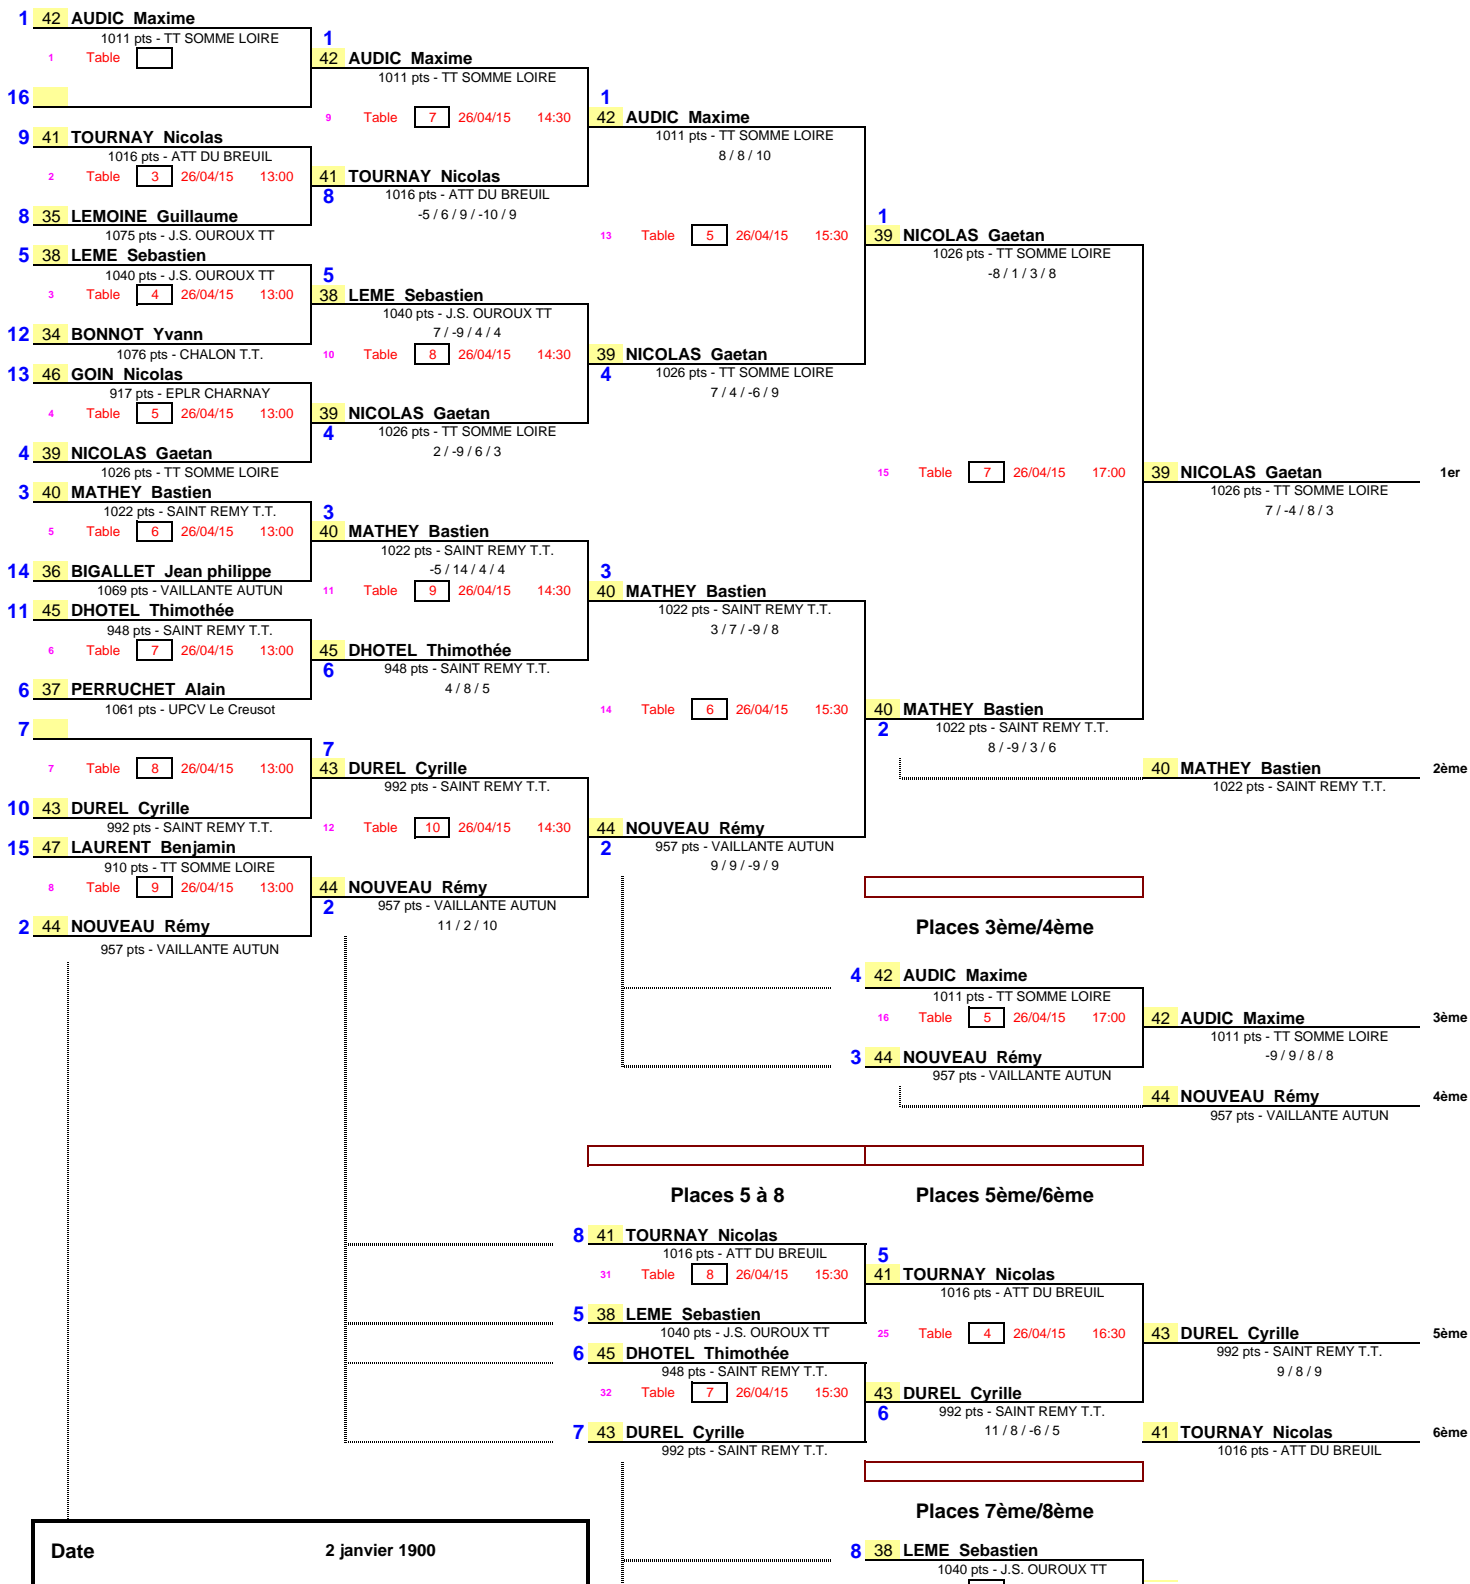 1 42 AUDIC Maxime
1011 pts - TT SOMME LOIRE
1 Table
16
9 41 TOURNAY Nicolas
1016 pts - ATT DU BREUIL
2 Table 3 26/04/15 13:00
8 35 LEMOINE Guillaume
1075 pts - J.S. OUROUX TT
5 38 LEME Sebastien
1040 pts - J.S. OUROUX TT
3 Table 4 26/04/15 13:00
12 34 BONNOT Yvann
1076 pts - CHALON T.T.
13 46 GOIN Nicolas
917 pts - EPLR CHARNAY
4 Table 5 26/04/15 13:00
4 39 NICOLAS Gaetan
1026 pts - TT SOMME LOIRE
3 40 MATHEY Bastien
1022 pts - SAINT REMY T.T.
5 Table 6 26/04/15 13:00
14 36 BIGALLET Jean philippe
1069 pts - VAILLANTE AUTUN
11 45 DHOTEL Thimothée
948 pts - SAINT REMY T.T.
6 Table 7 26/04/15 13:00
6 37 PERRUCHET Alain
1061 pts - UPCV Le Creusot
7
7 Table 8 26/04/15 13:00
10 43 DUREL Cyrille
992 pts - SAINT REMY T.T.
15 47 LAURENT Benjamin
910 pts - TT SOMME LOIRE
8 Table 9 26/04/15 13:00
2 44 NOUVEAU Rémy
957 pts - VAILLANTE AUTUN
1
42 AUDIC Maxime
1011 pts - TT SOMME LOIRE
9 Table 7 26/04/15 14:30
41 TOURNAY Nicolas
8 1016 pts - ATT DU BREUIL
-5 / 6 / 9 / -10 / 9
5
38 LEME Sebastien
1040 pts - J.S. OUROUX TT
7 / -9 / 4 / 4
10 Table 8 26/04/15 14:30
39 NICOLAS Gaetan
4 1026 pts - TT SOMME LOIRE
2 / -9 / 6 / 3
3
40 MATHEY Bastien
1022 pts - SAINT REMY T.T.
-5 / 14 / 4 / 4
11 Table 9 26/04/15 14:30
45 DHOTEL Thimothée
6 948 pts - SAINT REMY T.T.
4 / 8 / 5
7
43 DUREL Cyrille
992 pts - SAINT REMY T.T.
12 Table 10 26/04/15 14:30
44 NOUVEAU Rémy
2 957 pts - VAILLANTE AUTUN
11 / 2 / 10
1
42 AUDIC Maxime
1011 pts - TT SOMME LOIRE
8 / 8 / 10
13 Table 5 26/04/15 15:30
39 NICOLAS Gaetan
4 1026 pts - TT SOMME LOIRE
7 / 4 / -6 / 9
3
40 MATHEY Bastien
1022 pts - SAINT REMY T.T.
3 / 7 / -9 / 8
14 Table 6 26/04/15 15:30
44 NOUVEAU Rémy
2 957 pts - VAILLANTE AUTUN
9 / 9 / -9 / 9
1
39 NICOLAS Gaetan
1026 pts - TT SOMME LOIRE
-8 / 1 / 3 / 8
15 Table 7 26/04/15 17:00
40 MATHEY Bastien
2 1022 pts - SAINT REMY T.T.
8 / -9 / 3 / 6
39 NICOLAS Gaetan 1er
1026 pts - TT SOMME LOIRE
7 / -4 / 8 / 3
40 MATHEY Bastien 2ème
1022 pts - SAINT REMY T.T.
Places 3ème/4ème
4 42 AUDIC Maxime
1011 pts - TT SOMME LOIRE
16 Table 5 26/04/15 17:00
3 44 NOUVEAU Rémy
957 pts - VAILLANTE AUTUN
42 AUDIC Maxime 3ème
1011 pts - TT SOMME LOIRE
-9 / 9 / 8 / 8
44 NOUVEAU Rémy 4ème
957 pts - VAILLANTE AUTUN
Places 5 à 8 Places 5ème/6ème
8 41 TOURNAY Nicolas
1016 pts - ATT DU BREUIL
31 Table 8 26/04/15 15:30
5 38 LEME Sebastien
1040 pts - J.S. OUROUX TT
6 45 DHOTEL Thimothée
948 pts - SAINT REMY T.T.
32 Table 7 26/04/15 15:30
7 43 DUREL Cyrille
992 pts - SAINT REMY T.T.
5
41 TOURNAY Nicolas
1016 pts - ATT DU BREUIL
25 Table 4 26/04/15 16:30
43 DUREL Cyrille
6 992 pts - SAINT REMY T.T.
11 / 8 / -6 / 5
43 DUREL Cyrille 5ème
992 pts - SAINT REMY T.T.
9 / 8 / 9
41 TOURNAY Nicolas 6ème
1016 pts - ATT DU BREUIL
Places 7ème/8ème
8 38 LEME Sebastien
1040 pts - J.S. OUROUX TT
Date 2 janvier 1900